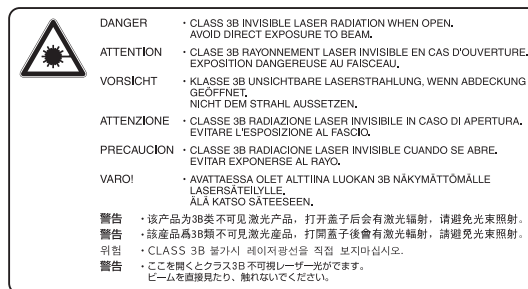 DANGER ・CLASS 3B INVISIBLE LASER RADIATION WHEN OPEN.
AVOID DIRECT EXPOSURE TO BEAM.
ATTENTION ・CLASE 3B RAYONNEMENT LASER INVISIBLE EN CAS D'OUVERTURE.
EXPOSITION DANGEREUSE AU FAISCEAU.
VORSICHT ・KLASSE 3B UNSICHTBARE LASERSTRAHLUNG, WENN ABDECKUNG
GEÖFFNET.
NICHT DEM STRAHL AUSSETZEN.
ATTENZIONE ・CLASSE 3B RADIAZIONE LASER INVISIBILE IN CASO DI APERTURA.
EVITARE L'ESPOSIZIONE AL FASCIO.
PRECAUCION ・CLASSE 3B RADIACIONE LASER INVISIBLE CUANDO SE ABRE.
EVITAR EXPONERSE AL RAYO.
VARO! ・AVATTAESSA OLET ALTTIINA LUOKAN 3B NÄKYMÄTTÖMÄLLE
LASERSÄTEILYLLE.
ÄLÄ KATSO SÄTEESEEN.
警告 ・该产品为3B类不可见激光产品，打开盖子后会有激光辐射，请避免光束照射。
警告 ・該産品爲3B類不可見激光産品，打開蓋子後會有激光輻射，請避免光束照射。
위험 ・CLASS 3B 불가시 레이저광선을 직접 보지마십시오.
警告 ・ここを開くとクラス3B不可視レーザー光がでます。
ビームを直接見たり、触れないでください。